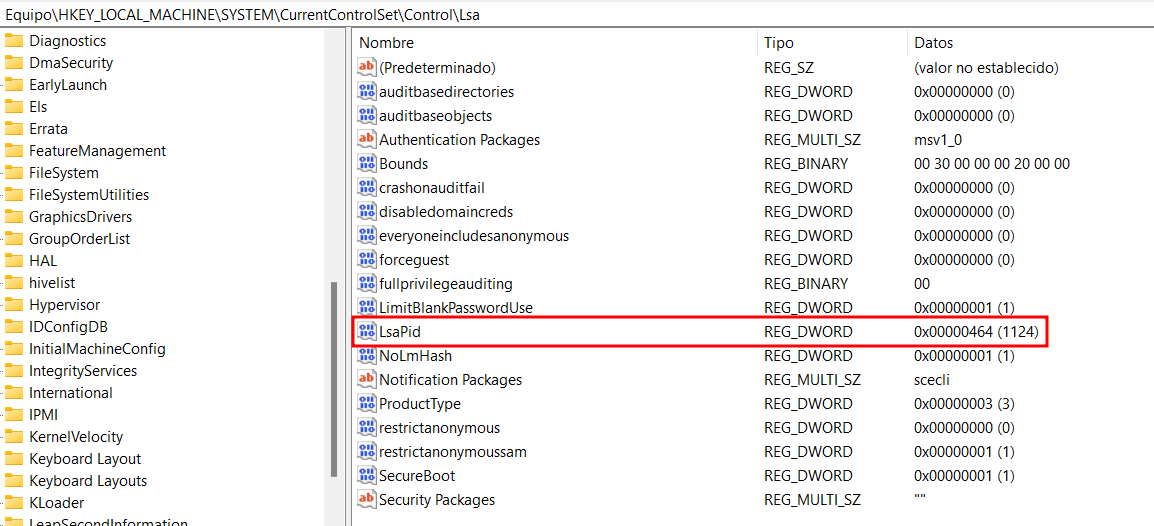 Equipo\HKEY_LOCAL_MACHINE\SYSTEM\CurrentControlSet\Control\Lsa
Diagnostics
DmaSecurity
EarlyLaunch
Els
Errata
FeatureManagement
FileSystem
FileSystemUtilities
GraphicsDrivers
GroupOrderList
HAL
hivelist
Hypervisor
IDConfigDB
InitialMachineConfig
IntegrityServices
International
IPMI
KernelVelocity
Keyboard Layout
Keyboard Layouts
KLoader
LeapSecondInformation
Nombre Tipo Datos
(Predeterminado) REG_SZ (valor no establecido)
auditbasedirectories REG_DWORD 0x00000000 (0)
auditbaseobjects REG_DWORD 0x00000000 (0)
Authentication Packages REG_MULTI_SZ msv1_0
Bounds REG_BINARY 00 30 00 00 00 20 00 00
crashonauditfail REG_DWORD 0x00000000 (0)
disabledomaincreds REG_DWORD 0x00000000 (0)
everyoneincludesanonymous REG_DWORD 0x00000000 (0)
forceguest REG_DWORD 0x00000000 (0)
fullprivilegeauditing REG_BINARY 00
LimitBlankPasswordUse REG_DWORD 0x00000001 (1)
LsaPid REG_DWORD 0x00000464 (1124)
NoLmHash REG_DWORD 0x00000001 (1)
Notification Packages REG_MULTI_SZ scecli
ProductType REG_DWORD 0x00000003 (3)
restrictanonymous REG_DWORD 0x00000000 (0)
restrictanonymoussam REG_DWORD 0x00000001 (1)
SecureBoot REG_DWORD 0x00000001 (1)
Security Packages REG_MULTI_SZ ""